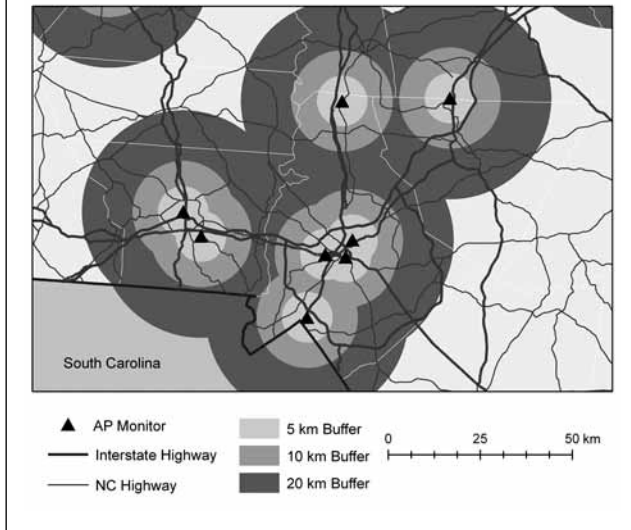 South Carolina
AP Monitor
Interstate Highway
NC Highway
5 km Buffer
10 km Buffer
20 km Buffer
0 25 50 km